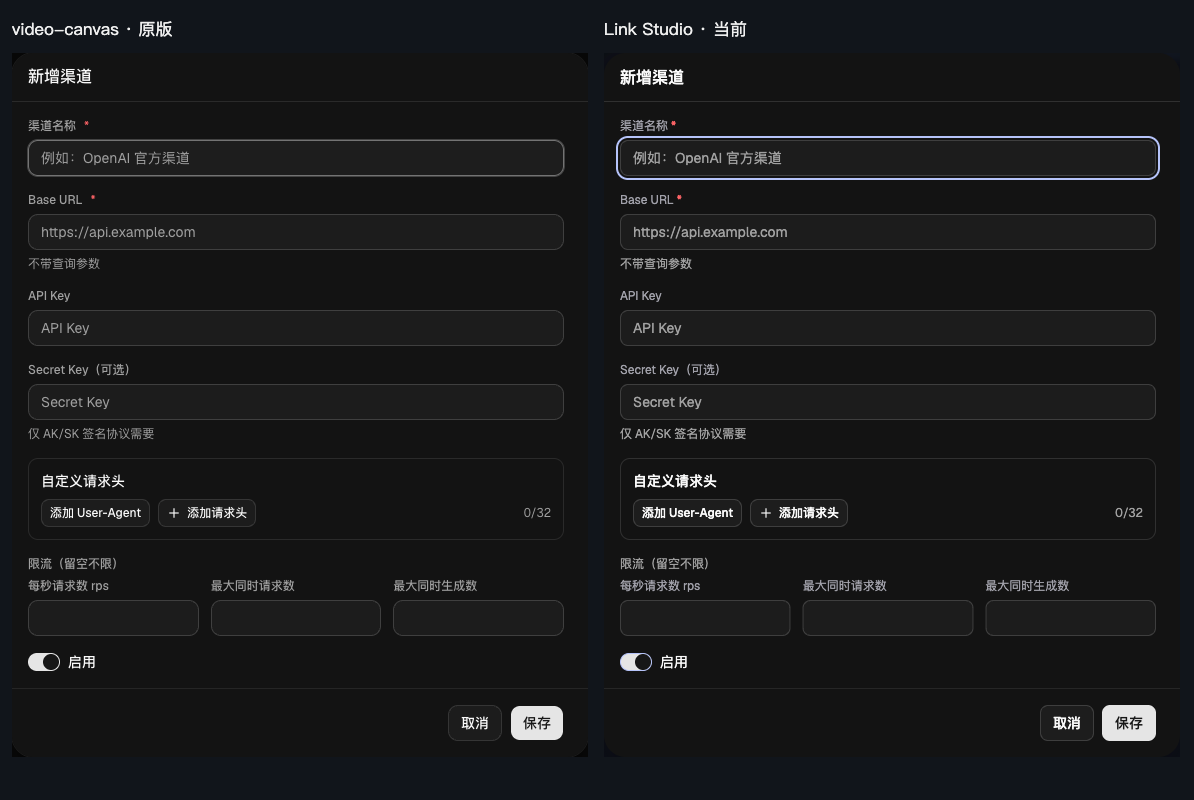 video-canvas · 原版
新增渠道
渠道名称 *
例如：OpenAI 官方渠道
Base URL *
https://api.example.com
不带查询参数
API Key
API Key
Secret Key（可选）
Secret Key
仅 AK/SK 签名协议需要
自定义请求头
添加 User-Agent
+ 添加请求头
0/32
限流（留空不限）
每秒请求数 rps
最大同时请求数
最大同时生成数
启用
取消
保存
Link Studio · 当前
新增渠道
渠道名称 *
例如：OpenAI 官方渠道
Base URL *
https://api.example.com
不带查询参数
API Key
API Key
Secret Key（可选）
Secret Key
仅 AK/SK 签名协议需要
自定义请求头
添加 User-Agent
+ 添加请求头
0/32
限流（留空不限）
每秒请求数 rps
最大同时请求数
最大同时生成数
启用
取消
保存